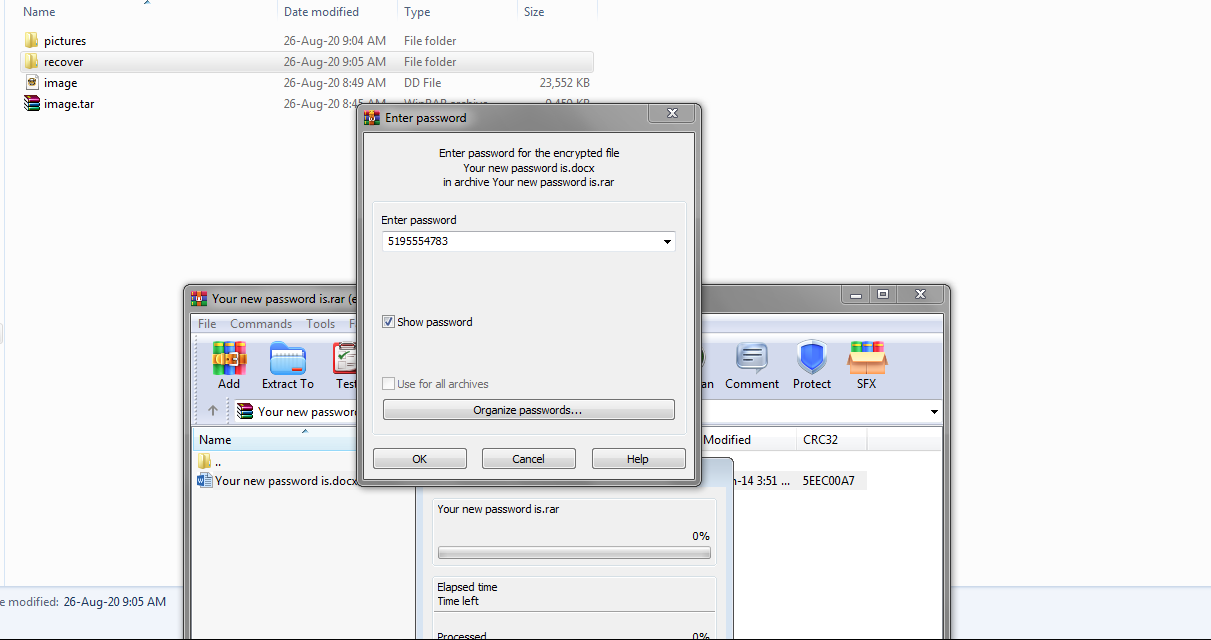 Name Date modified Type Size
pictures 26-Aug-20 9:04 AM File folder
recover 26-Aug-20 9:05 AM File folder
image 26-Aug-20 8:49 AM DD File 23,552 KB
image.tar 26-Aug-20 8:45 AM WinRAR archive KB
Enter password
Enter password for the encrypted file
Your new password is.docx
in archive Your new password is.rar
Enter password
5195554783
Show password
Use for all archives
Organize passwords...
OK Cancel Help
Your new password is.rar (e
File Commands Tools F
Add Extract To Test an Comment Protect SFX
Your new password
Name Modified CRC32
..
Your new password is.docx n-14 3:51 ... 5EEC00A7
Your new password is.rar
0%
Elapsed time
Time left
Processed 0%
e modified: 26-Aug-20 9:05 AM